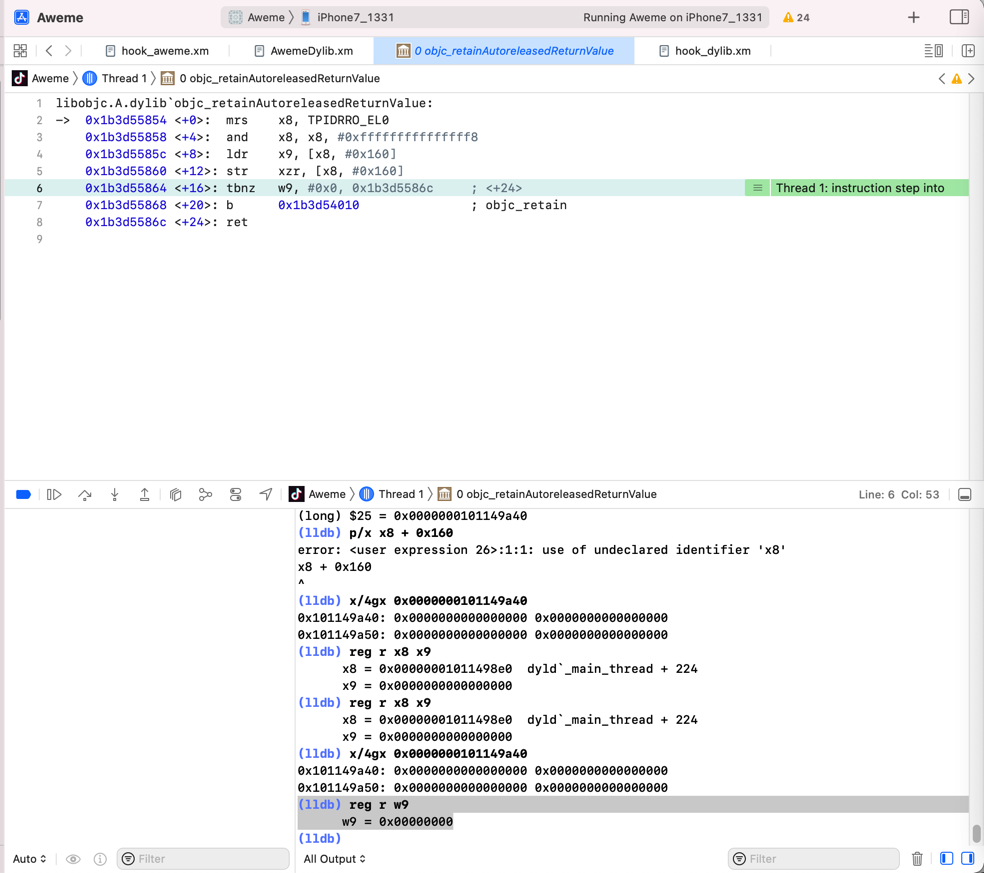 Aweme
Aweme 〉 iPhone7_1331
Running Aweme on iPhone7_1331
24
hook_aweme.xm
AwemeDylib.xm
0 objc_retainAutoreleasedReturnValue
hook_dylib.xm
Aweme 〉 Thread 1 〉 0 objc_retainAutoreleasedReturnValue
1 libobjc.A.dylib`objc_retainAutoreleasedReturnValue:
2 -> 0x1b3d55854 <+0>: mrs x8, TPIDRRO_EL0
3 0x1b3d55858 <+4>: and x8, x8, #0xfffffffffffffff8
4 0x1b3d5585c <+8>: ldr x9, [x8, #0x160]
5 0x1b3d55860 <+12>: str xzr, [x8, #0x160]
6 0x1b3d55864 <+16>: tbnz w9, #0x0, 0x1b3d5586c ; <+24> Thread 1: instruction step into
7 0x1b3d55868 <+20>: b 0x1b3d54010 ; objc_retain
8 0x1b3d5586c <+24>: ret
9
Aweme 〉 Thread 1 〉 0 objc_retainAutoreleasedReturnValue
Line: 6 Col: 53
(long) $25 = 0x0000000101149a40
(lldb) p/x x8 + 0x160
error: <user expression 26>:1:1: use of undeclared identifier 'x8'
x8 + 0x160
^
(lldb) x/4gx 0x0000000101149a40
0x101149a40: 0x0000000000000000 0x0000000000000000
0x101149a50: 0x0000000000000000 0x0000000000000000
(lldb) reg r x8 x9
x8 = 0x00000001011498e0 dyld`_main_thread + 224
x9 = 0x0000000000000000
(lldb) reg r x8 x9
x8 = 0x00000001011498e0 dyld`_main_thread + 224
x9 = 0x0000000000000000
(lldb) x/4gx 0x0000000101149a40
0x101149a40: 0x0000000000000000 0x0000000000000000
0x101149a50: 0x0000000000000000 0x0000000000000000
(lldb) reg r w9
w9 = 0x00000000
(lldb)
Auto
Filter
All Output
Filter